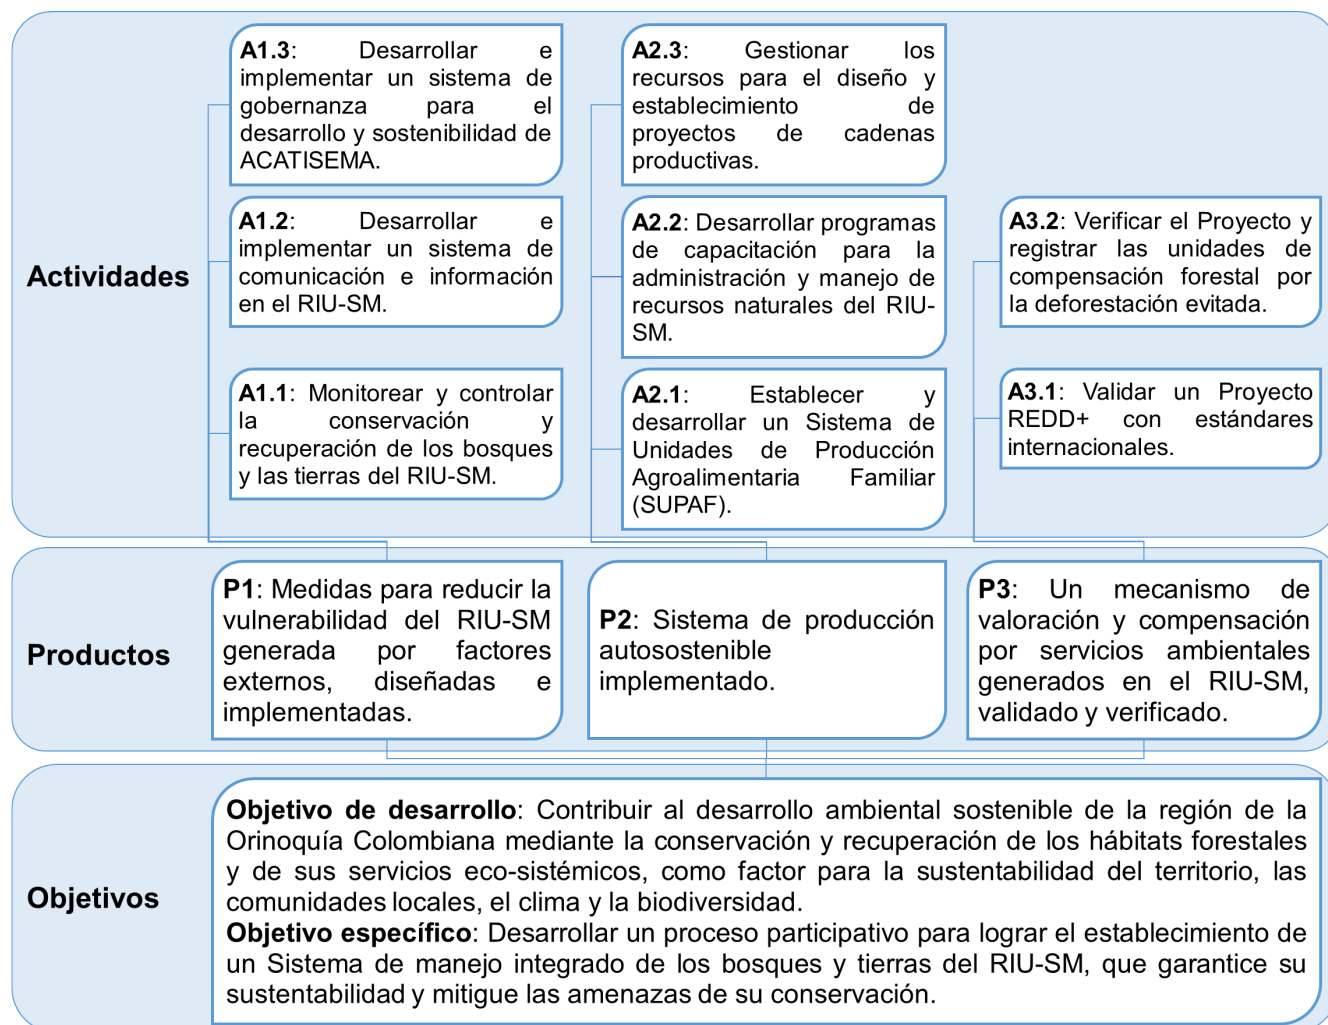 Actividades
A1.3: Desarrollar e
implementar un sistema de
gobernanza para el
desarrollo y sostenibilidad de
ACATISEMA.
A1.2: Desarrollar e
implementar un sistema de
comunicación e información
en el RIU-SM.
A1.1: Monitorear y controlar
la conservación y
recuperación de los bosques
y las tierras del RIU-SM.
A2.3: Gestionar los
recursos para el diseño y
establecimiento de
proyectos de cadenas
productivas.
A2.2: Desarrollar programas
de capacitación para la
administración y manejo de
recursos naturales del RIU-
SM.
A2.1: Establecer y
desarrollar un Sistema de
Unidades de Producción
Agroalimentaria Familiar
(SUPAF).
A3.2: Verificar el Proyecto y
registrar las unidades de
compensación forestal por
la deforestación evitada.
A3.1: Validar un Proyecto
REDD+ con estándares
internacionales.
Productos
P1: Medidas para reducir la
vulnerabilidad del RIU-SM
generada por factores
externos, diseñadas e
implementadas.
P2: Sistema de producción
autosostenible
implementado.
P3: Un mecanismo de
valoración y compensación
por servicios ambientales
generados en el RIU-SM,
validado y verificado.
Objetivos
Objetivo de desarrollo: Contribuir al desarrollo ambiental sostenible de la región de la
Orinoquía Colombiana mediante la conservación y recuperación de los hábitats forestales
y de sus servicios eco-sistémicos, como factor para la sustentabilidad del territorio, las
comunidades locales, el clima y la biodiversidad.
Objetivo específico: Desarrollar un proceso participativo para lograr el establecimiento de
un Sistema de manejo integrado de los bosques y tierras del RIU-SM, que garantice su
sustentabilidad y mitigue las amenazas de su conservación.